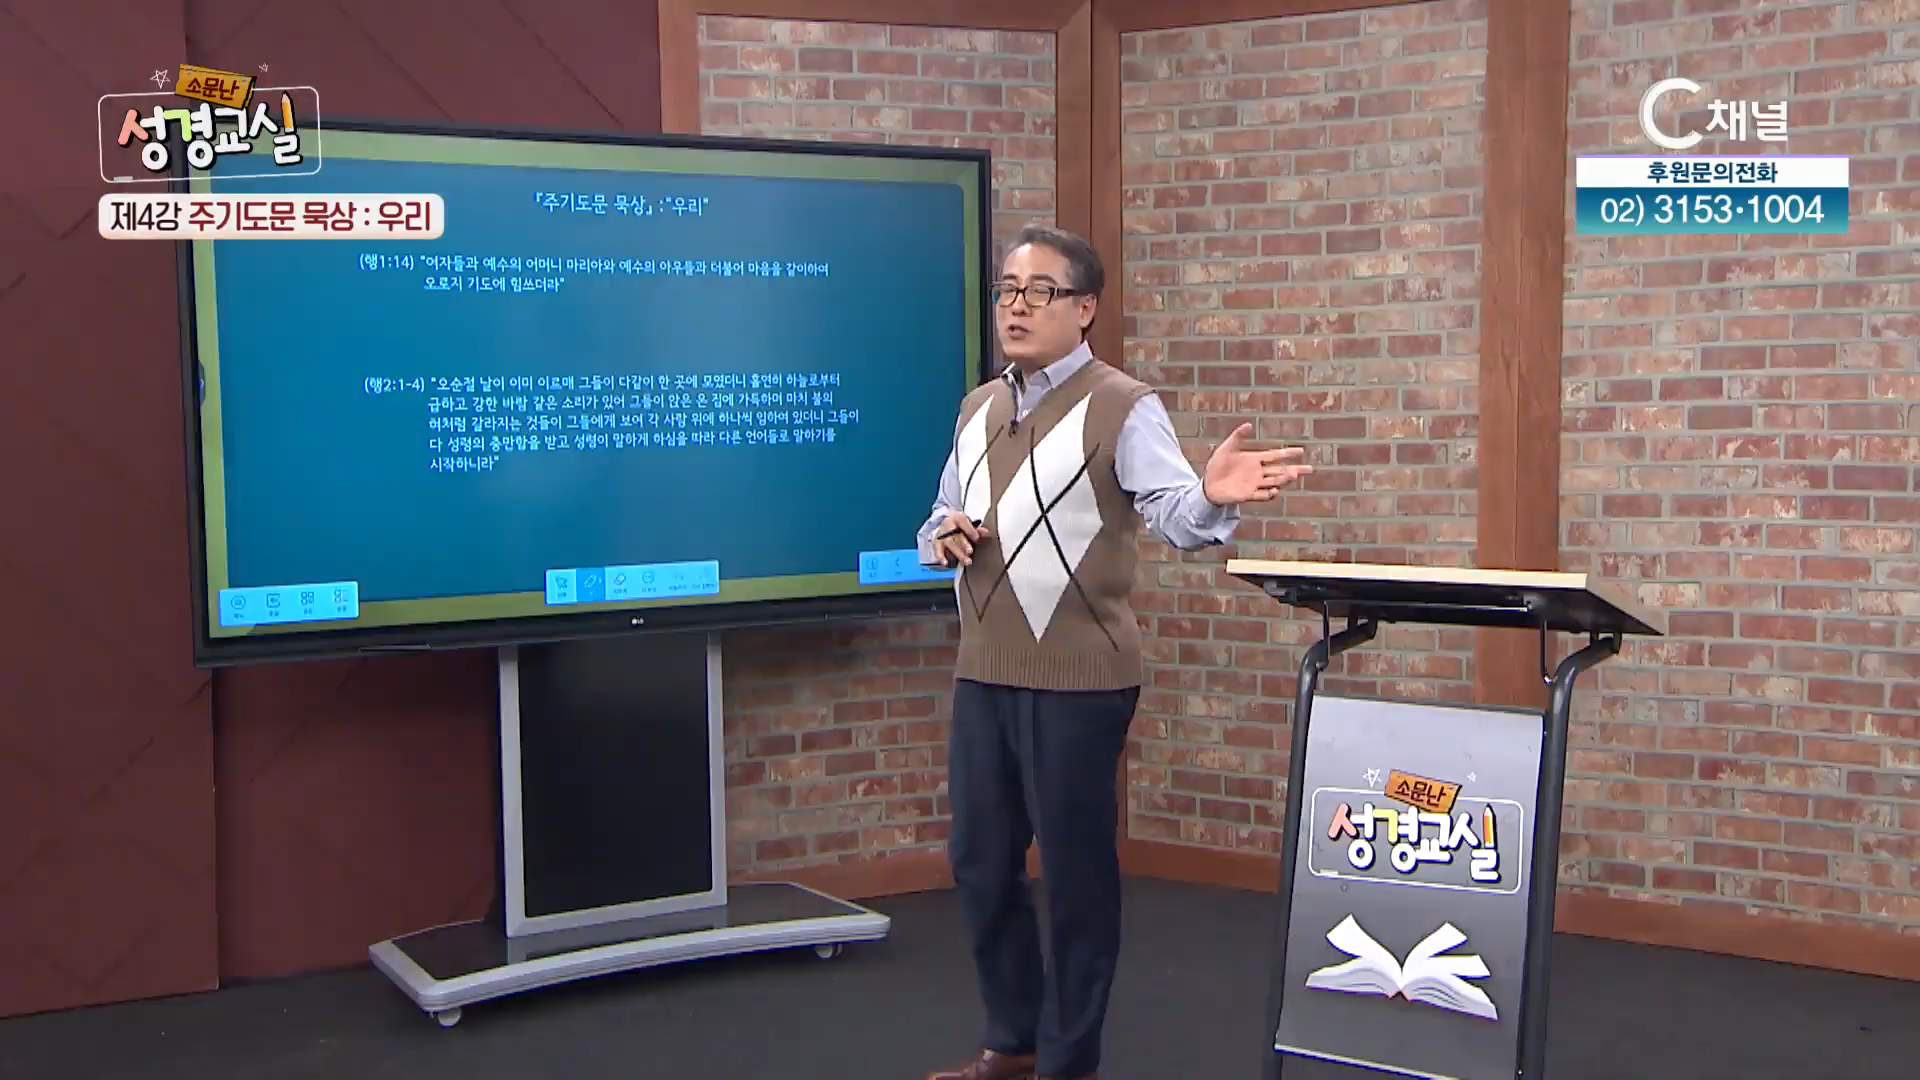 소문난
성경교실
제4강 주기도문 묵상 : 우리
C채널
후원문의전화
02) 3153·1004
『주기도문 묵상』:"우리"
(행1:14) "여자들과 예수의 어머니 마리아와 예수의 아우들과 더불어 마음을 같이하여
오로지 기도에 힘쓰더라"
(행2:1-4) "오순절 날이 이미 이르매 그들이 다같이 한 곳에 모였더니 홀연히 하늘로부터
급하고 강한 바람 같은 소리가 있어 그들이 앉은 온 집에 가득하며 마치 불의
혀처럼 갈라지는 것들이 그들에게 보여 각 사람 위에 하나씩 임하여 있더니 그들이
다 성령의 충만함을 받고 성령이 말하게 하심을 따라 다른 언어들로 말하기를
시작하니라"
LG
소문난
성경교실